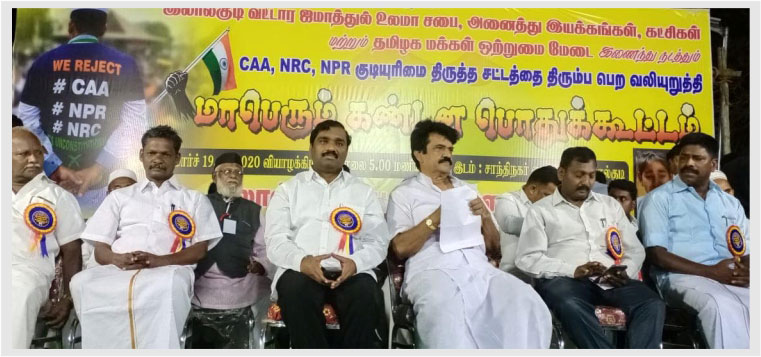 இலால்குடி வட்டார ஜமாத்துல் உலமா சபை, அனைத்து இயக்கங்கள், கட்சிகள்
மற்றும் தமிழக மக்கள் ஒற்றுமை மேடை இணைந்து நடத்தும்
WE REJECT
# CAA
# NPR
# NRC
CAA, NRC, NPR குடியுரிமை திருத்த சட்டத்தை திரும்ப பெற வலியுறுத்தி
மாபெரும் கண்டன பொதுக்கூட்டம்
மார்ச் 19 2020 வியாழக்கி 5.00 மணி இடம் : சாந்திநகர்